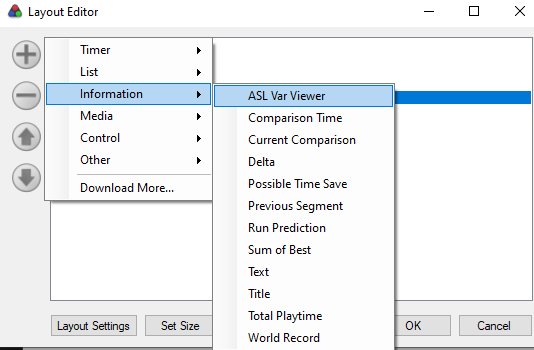 Layout Editor
Timer
List
Information
Media
Control
Other
Download More...
ASL Var Viewer
Comparison Time
Current Comparison
Delta
Possible Time Save
Previous Segment
Run Prediction
Sum of Best
Text
Title
Total Playtime
World Record
Layout Settings
Set Size
OK
Cancel